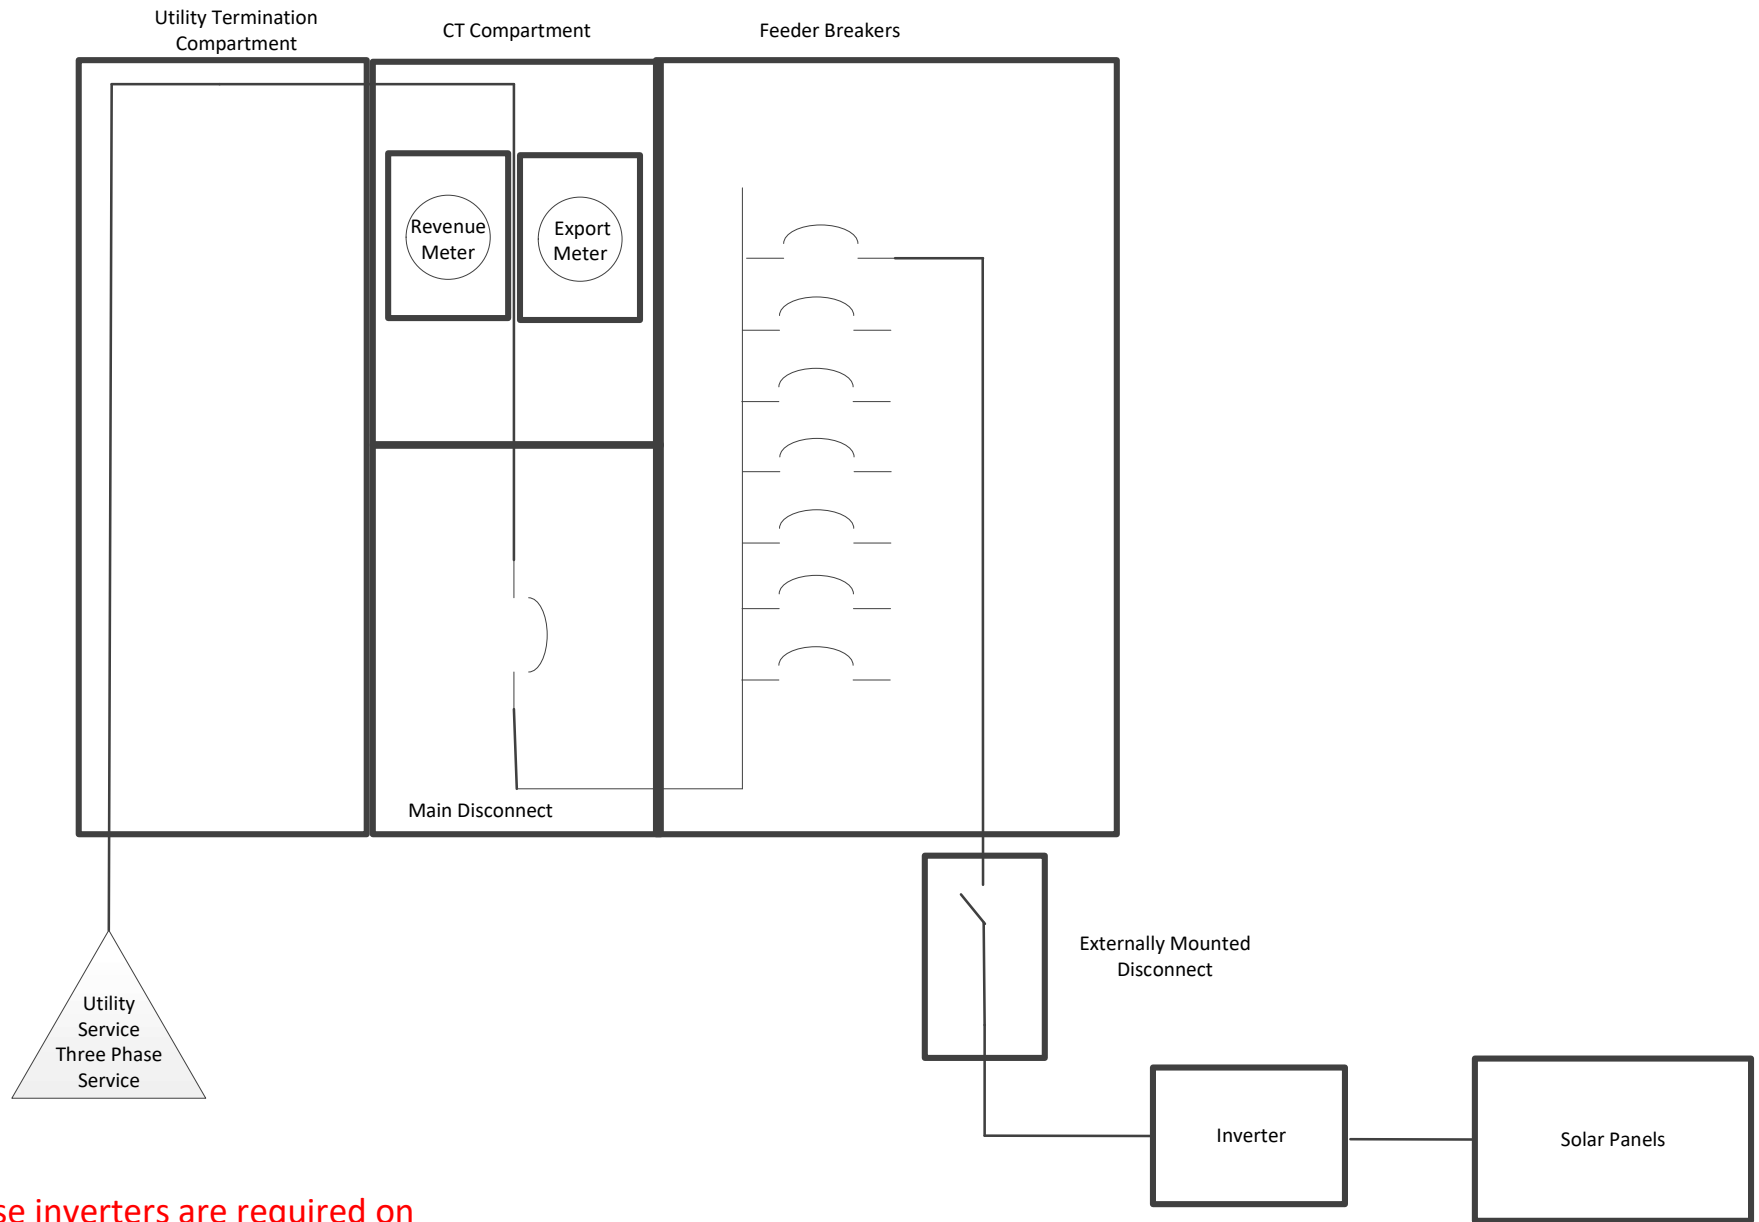 Utility Termination
Compartment
CT Compartment
Feeder Breakers
Revenue
Meter
Export
Meter
Main Disconnect
Externally Mounted
Disconnect
Utility
Service
Three Phase
Service
Inverter
Solar Panels
inverters are required on